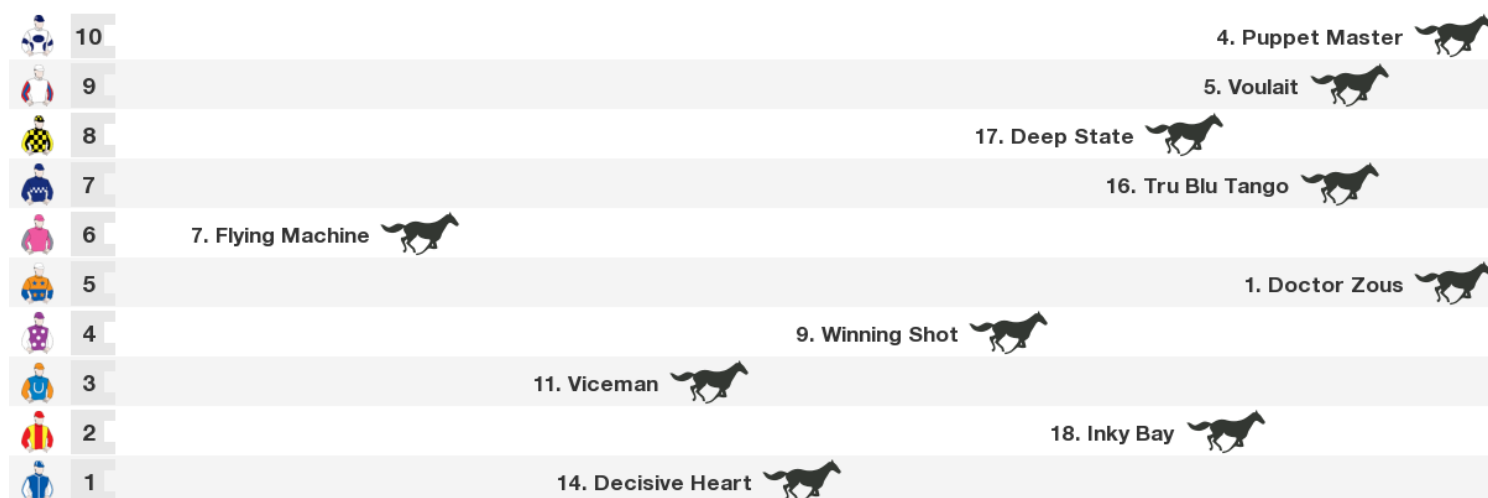 10 4. Puppet Master
9 5. Voulait
8 17. Deep State
7 16. Tru Blu Tango
6 7. Flying Machine
5 1. Doctor Zous
4 9. Winning Shot
3 11. Viceman
2 18. Inky Bay
1 14. Decisive Heart